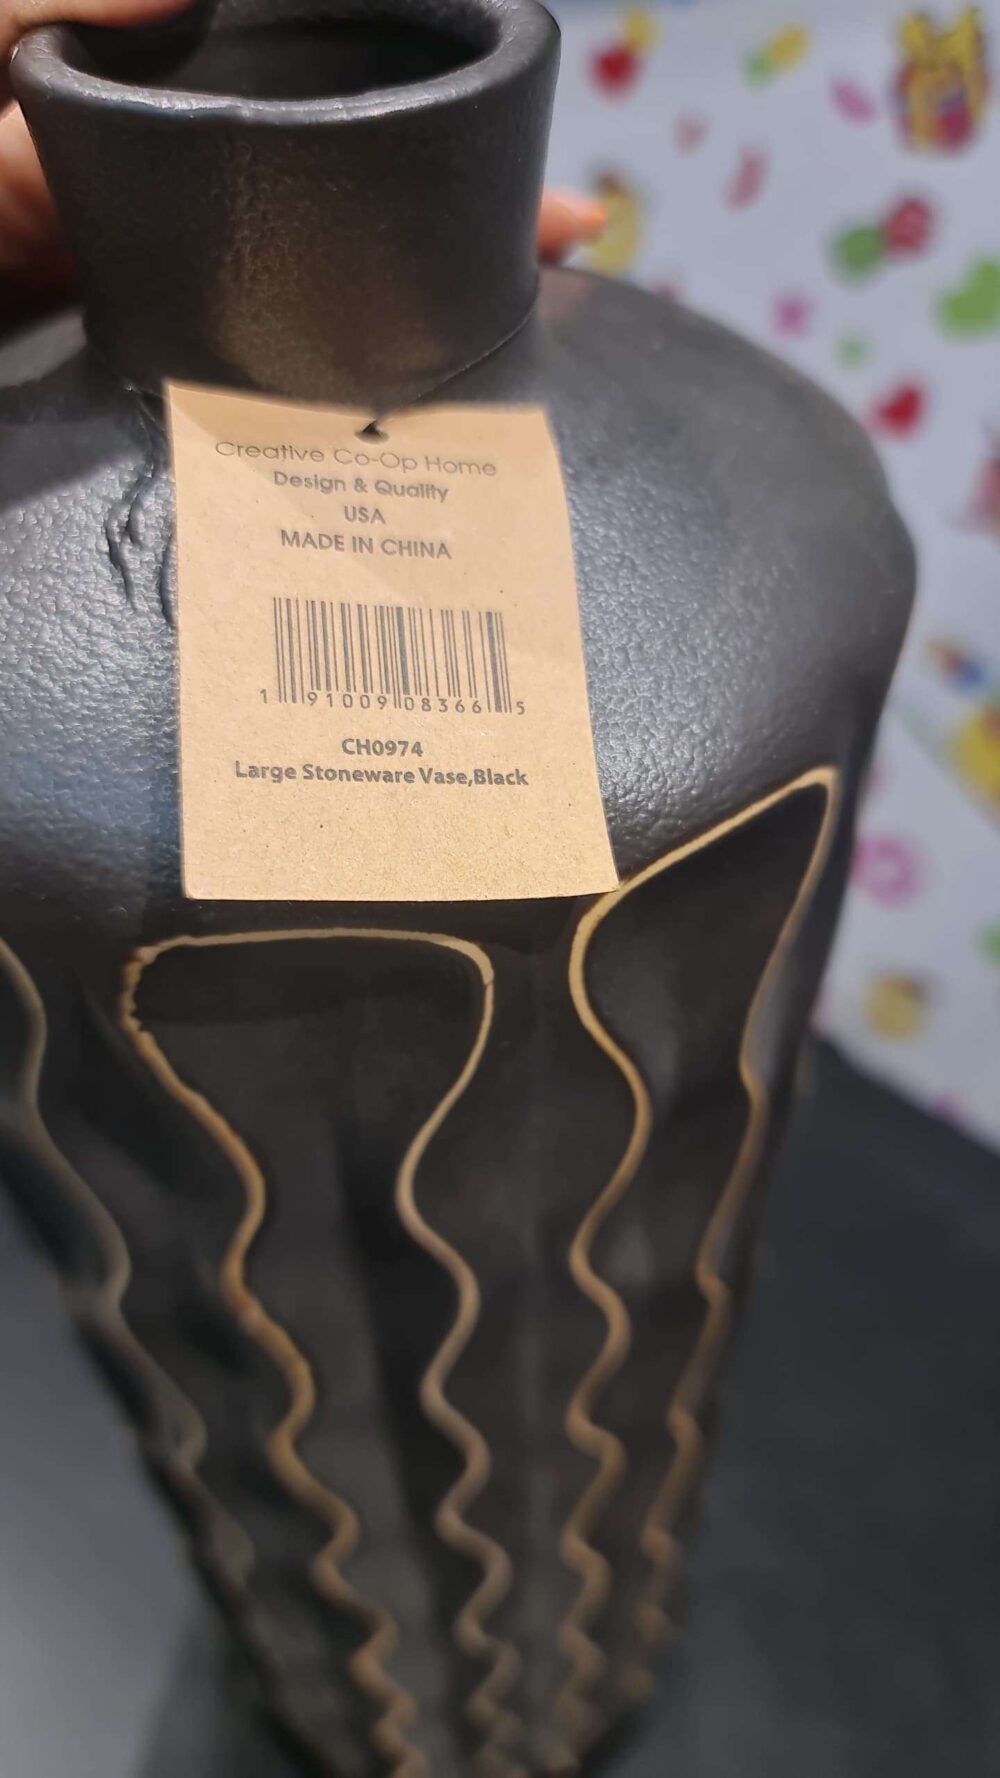 Creative Co-Op Home
Design & Quality
USA
MADE IN CHINA
1 91009 08366 5
CH0974
Large Stoneware Vase,Black